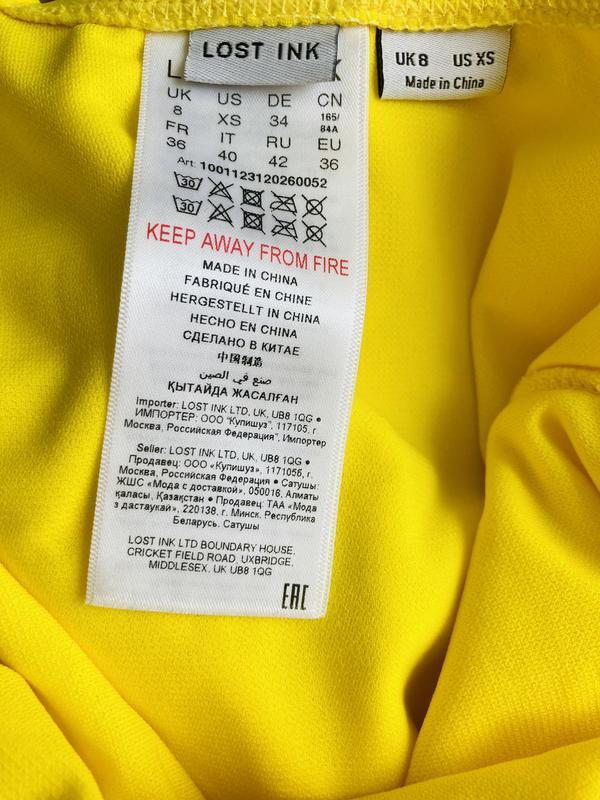 LOST INK
UK 8 US XS
Made in China
L K
UK US DE CN
8 XS 34 165/84A
FR IT RU EU
36 40 42 36
Art: 1001123120260052
30
30
KEEP AWAY FROM FIRE
MADE IN CHINA
FABRIQUÉ EN CHINE
HERGESTELLT IN CHINA
HECHO EN CHINA
СДЕЛАНО В КИТАЕ
中国制造
صنع في الصين
ҚЫТАЙДА ЖАСАЛҒАН
Importer: LOST INK LTD, UK, UB8 1QG •
ИМПОРТЕР: ООО "Купишуз", 117105, г.
Москва, Российская Федерация", Импортер
Seller: LOST INK LTD, UK, UB8 1QG •
Продавец: ООО «Купишуз», 1171055, г.
Москва, Российская Федерация • Сатушы:
ЖШС «Мода с доставкой», 050016, Алматы
қаласы, Қазақстан • Продавец: ТАА «Мода
з дастаукай», 220138, г. Минск. Республика
Беларусь. Сатушы
LOST INK LTD BOUNDARY HOUSE,
CRICKET FIELD ROAD, UXBRIDGE,
MIDDLESEX. UK UB8 1QG
EAC